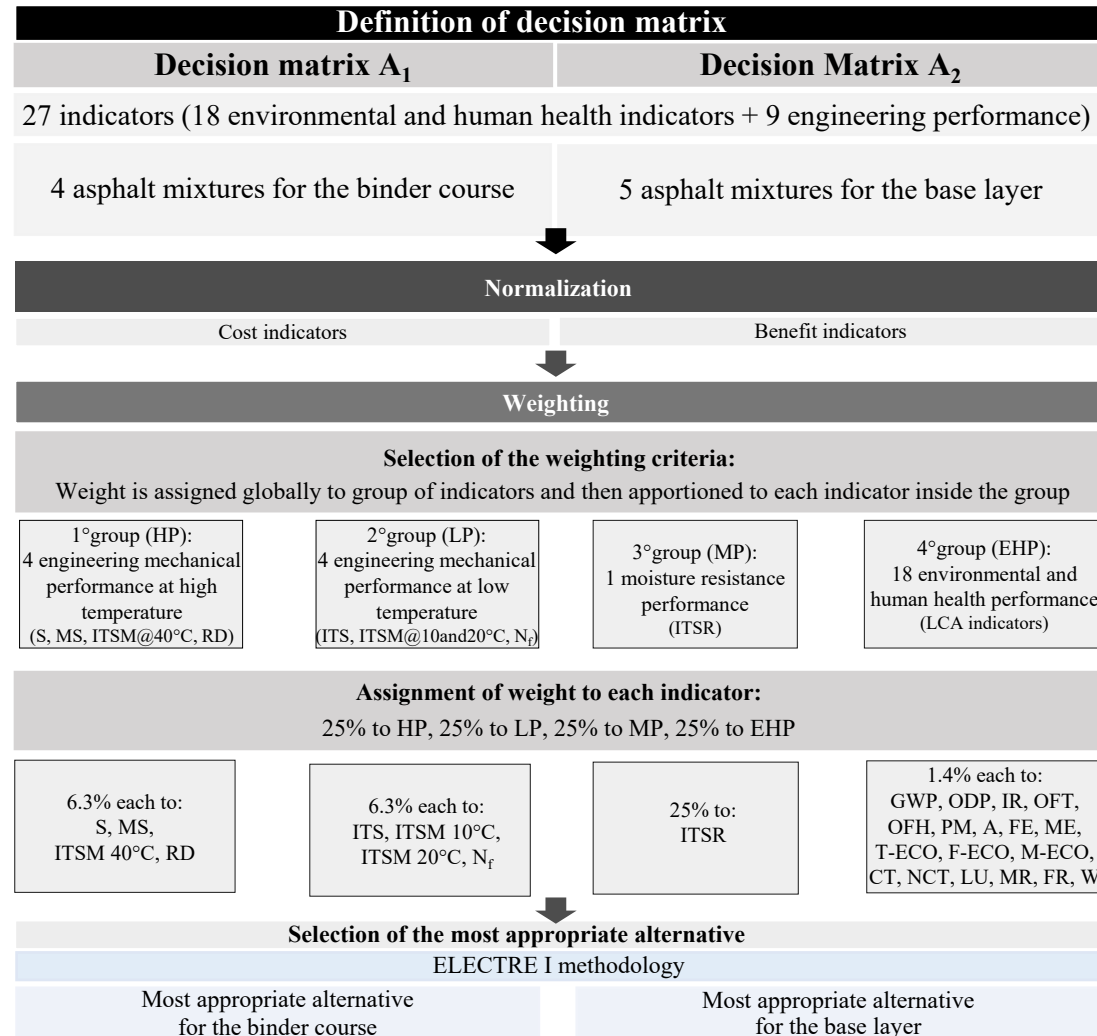 Definition of decision matrix
Decision matrix A₁
Decision Matrix A₂
27 indicators (18 environmental and human health indicators + 9 engineering performance)
4 asphalt mixtures for the binder course
5 asphalt mixtures for the base layer
Normalization
Cost indicators
Benefit indicators
Weighting
Selection of the weighting criteria:
Weight is assigned globally to group of indicators and then apportioned to each indicator inside the group
1°group (HP):
4 engineering mechanical
performance at high
temperature
(S, MS, ITSM@40°C, RD)
2°group (LP):
4 engineering mechanical
performance at low
temperature
(ITS, ITSM@10and20°C, Nf)
3°group (MP):
1 moisture resistance
performance
(ITSR)
4°group (EHP):
18 environmental and
human health performance
(LCA indicators)
Assignment of weight to each indicator:
25% to HP, 25% to LP, 25% to MP, 25% to EHP
6.3% each to:
S, MS,
ITSM 40°C, RD
6.3% each to:
ITS, ITSM 10°C,
ITSM 20°C, Nf
25% to:
ITSR
1.4% each to:
GWP, ODP, IR, OFT,
OFH, PM, A, FE, ME,
T-ECO, F-ECO, M-ECO,
CT, NCT, LU, MR, FR, W
Selection of the most appropriate alternative
ELECTRE I methodology
Most appropriate alternative
for the binder course
Most appropriate alternative
for the base layer